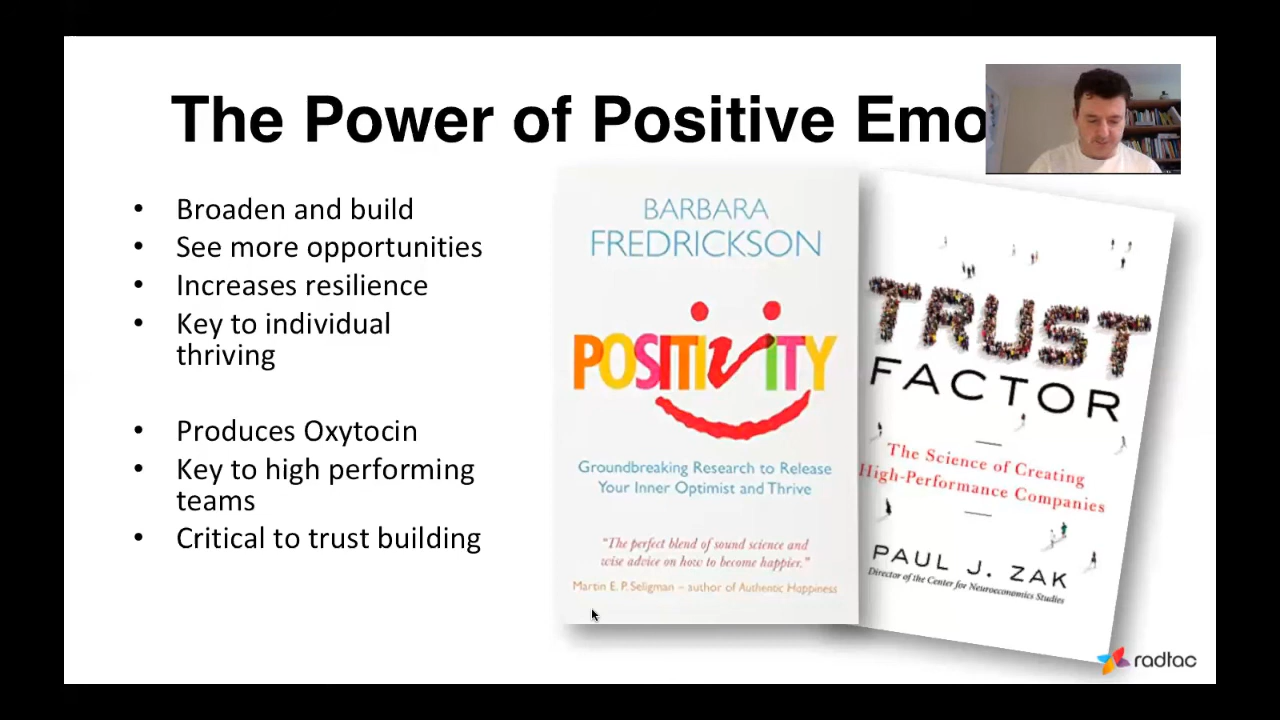 The Power of Positive Emo
• Broaden and build
• See more opportunities
• Increases resilience
• Key to individual
thriving
• Produces Oxytocin
• Key to high performing
teams
• Critical to trust building
BARBARA
FREDRICKSON
POSITIVITY
Groundbreaking Research to Release
Your Inner Optimist and Thrive
“The perfect blend of sound science and
wise advice on how to become happier.”
Martin E. P. Seligman – author of Authentic Happiness
TRUST
FACTOR
The Science of Creating
High-Performance Companies
PAUL J. ZAK
Director of the Center for Neuroeconomics Studies
radtac